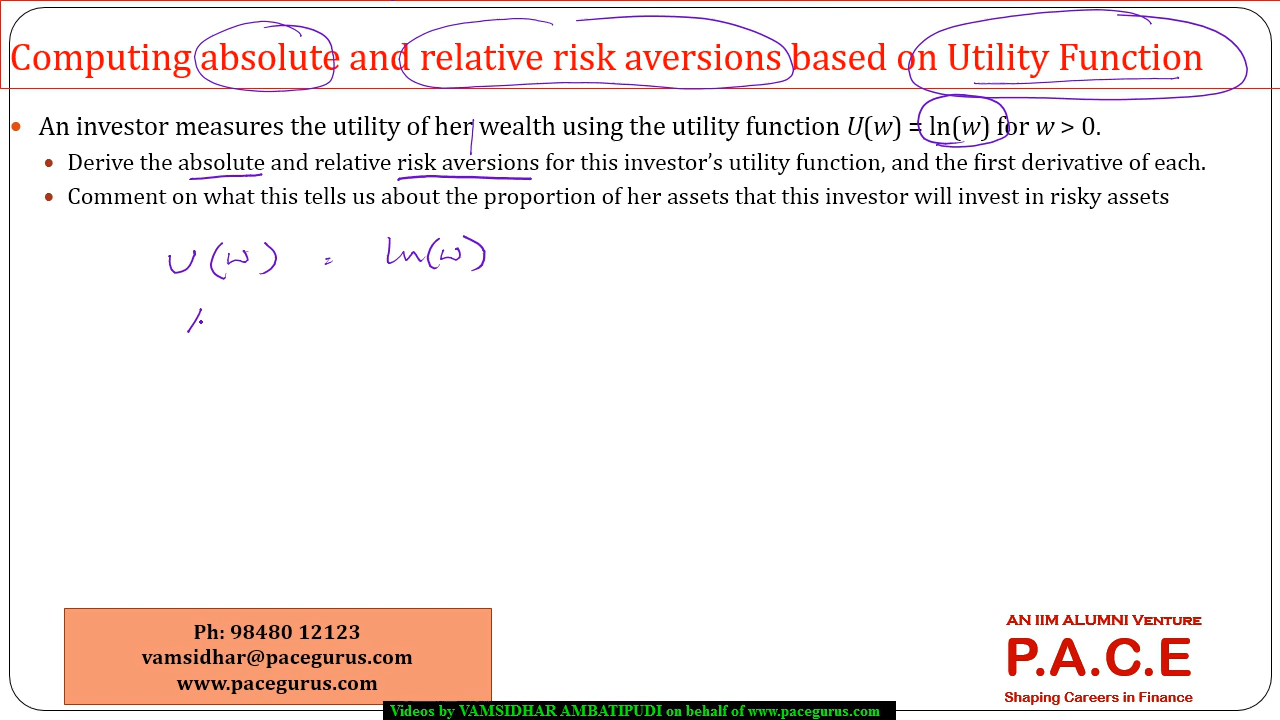 Computing absolute and relative risk aversions based on Utility Function
An investor measures the utility of her wealth using the utility function U(w) = ln(w) for w > 0.
Derive the absolute and relative risk aversions for this investor’s utility function, and the first derivative of each.
Comment on what this tells us about the proportion of her assets that this investor will invest in risky assets
U(w) = ln(w)
Ph: 98480 12123
vamsidhar@pacegurus.com
www.pacegurus.com
AN IIM ALUMNI VENTURE
P.A.C.E
Shaping Careers in Finance
Videos by VAMSIDHAR AMBATIPUDI on behalf of www.pacegurus.com